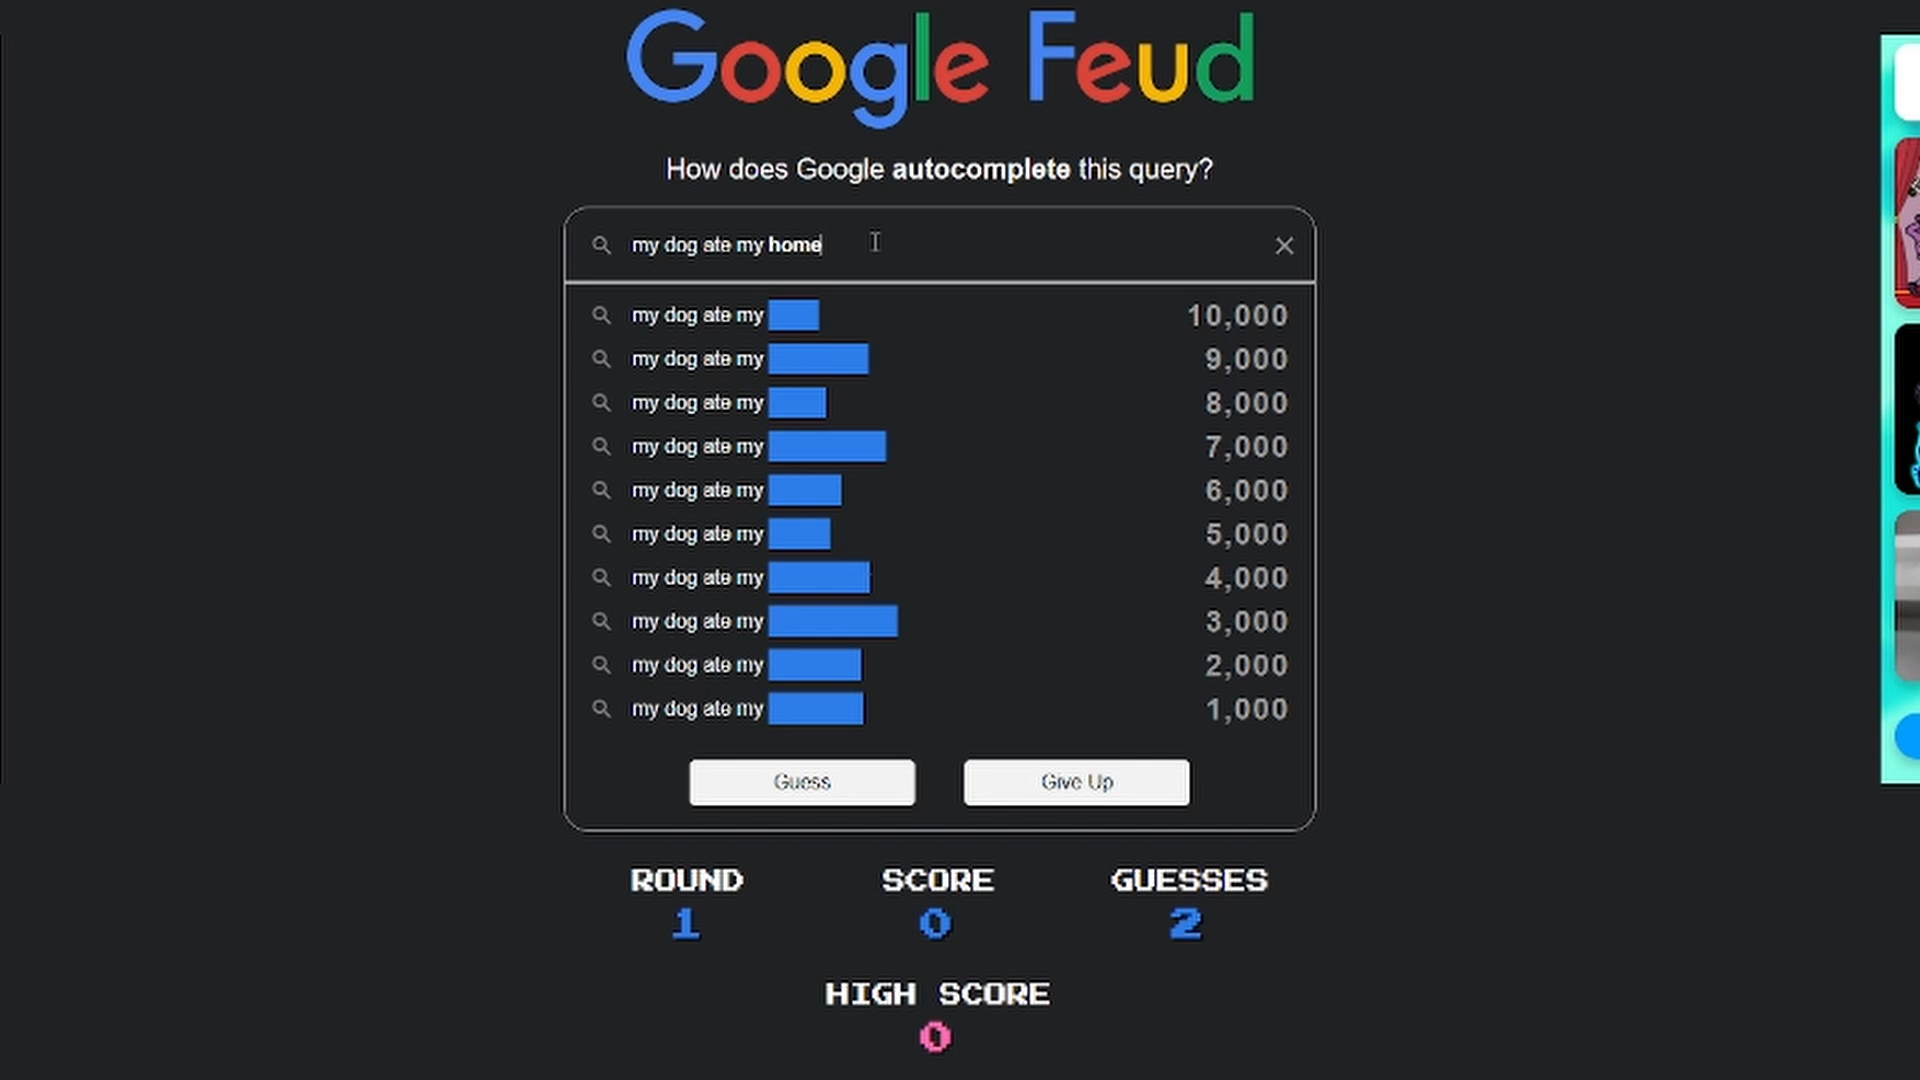 Google Feud
How does Google autocomplete this query?
my dog ate my home
my dog ate my 10,000
my dog ate my 9,000
my dog ate my 8,000
my dog ate my 7,000
my dog ate my 6,000
my dog ate my 5,000
my dog ate my 4,000
my dog ate my 3,000
my dog ate my 2,000
my dog ate my 1,000
Guess Give Up
ROUND SCORE GUESSES
1 0 2
HIGH SCORE
0